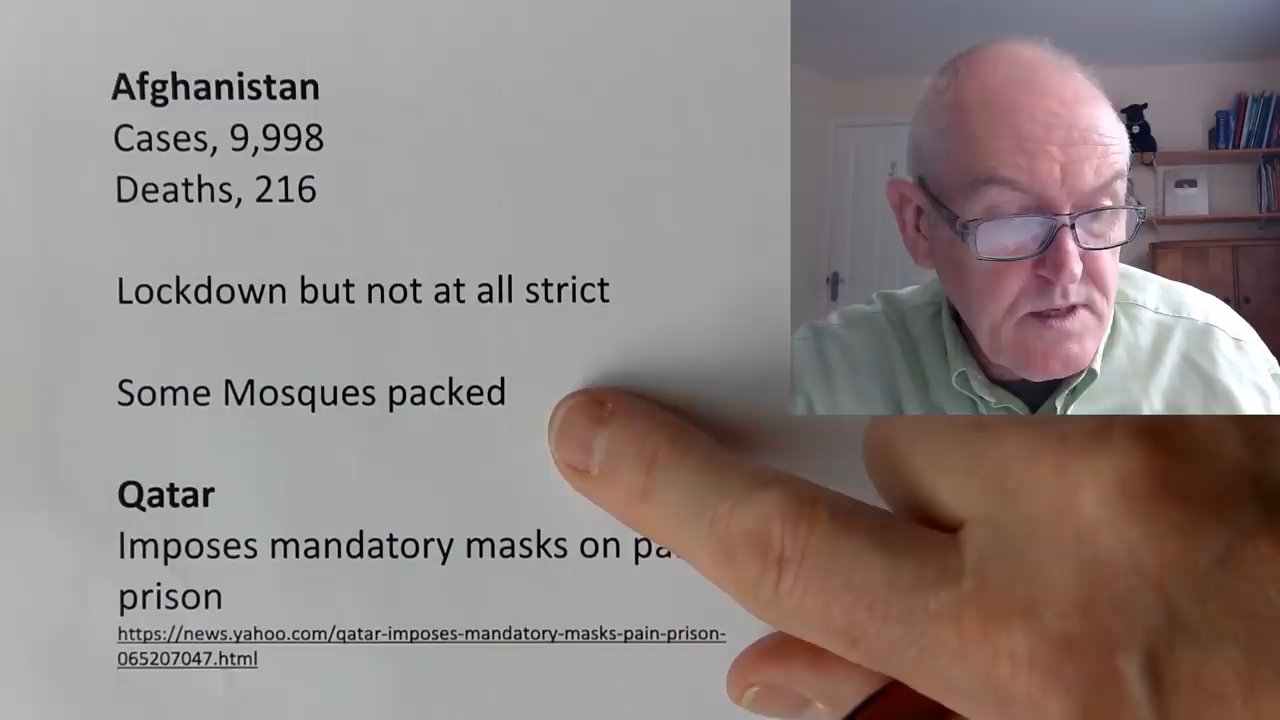 Afghanistan
Cases, 9,998
Deaths, 216
Lockdown but not at all strict
Some Mosques packed
Qatar
Imposes mandatory masks on
prison
https://news.yahoo.com/qatar-imposes-mandatory-masks-pain-prison-
065207047.html